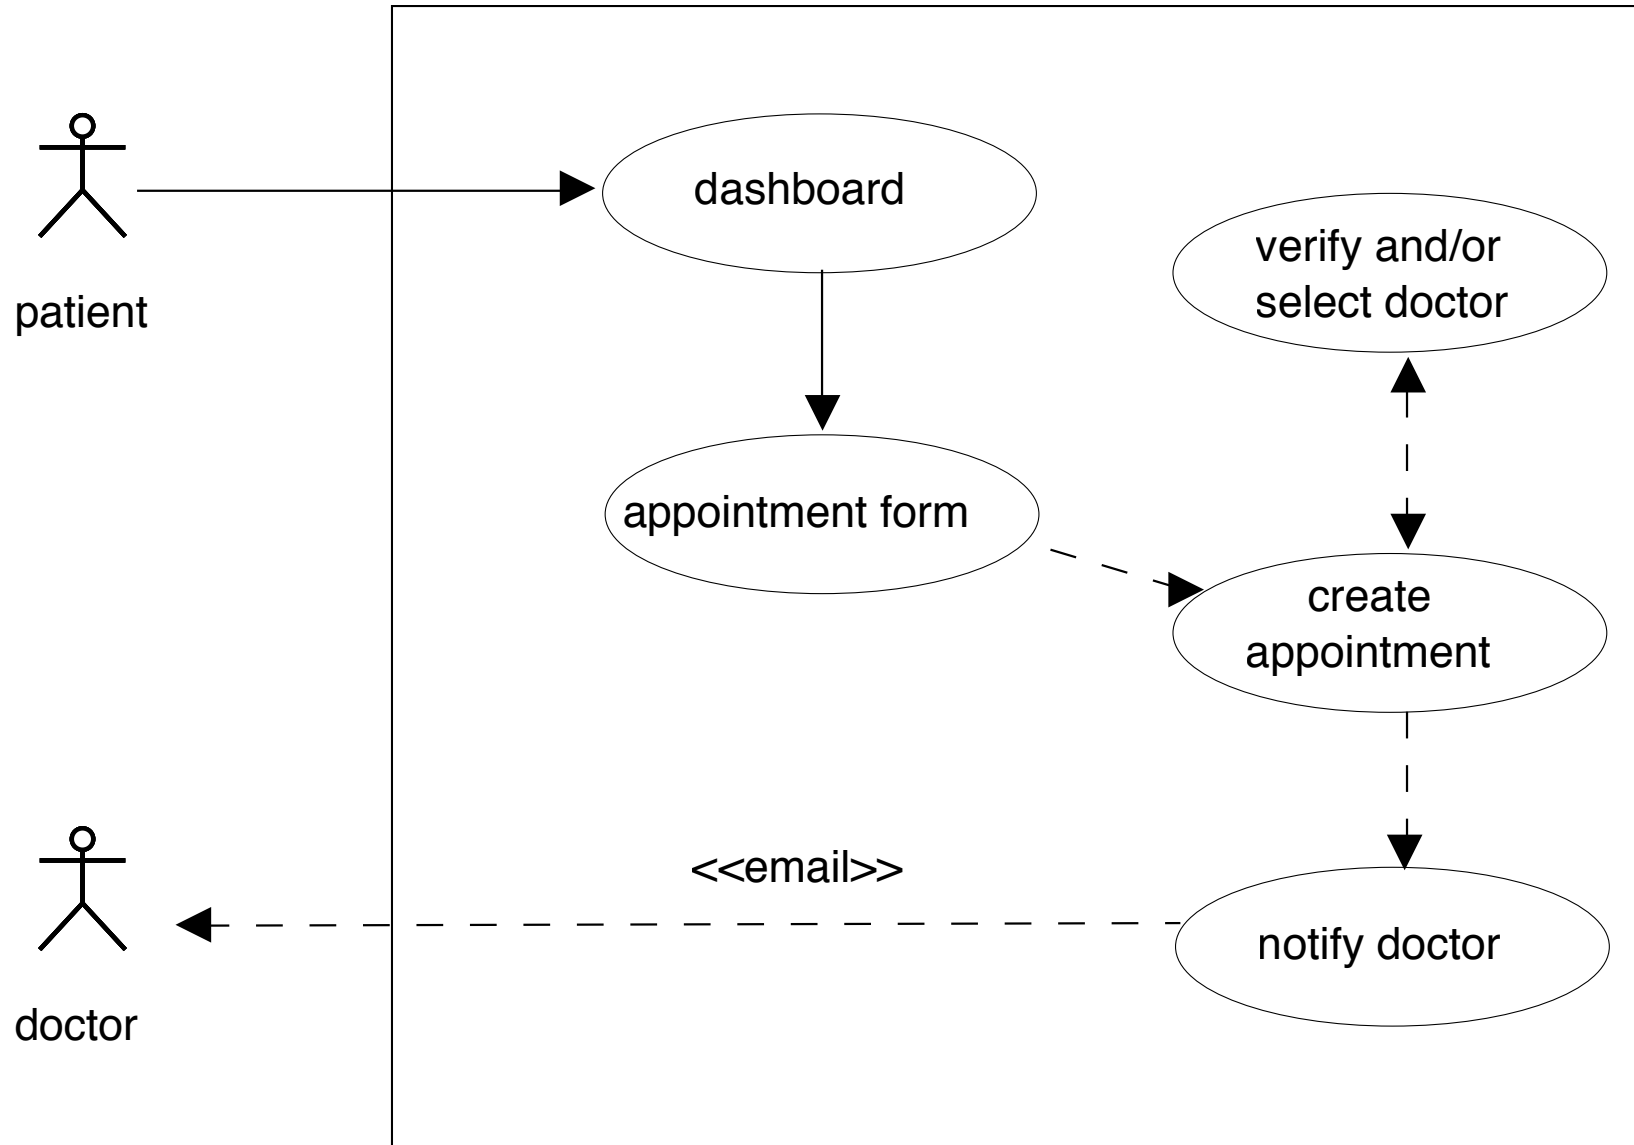 dashboard
verify and/or
select doctor
patient
appointment form
create
appointment
<<email>>
notify doctor
doctor